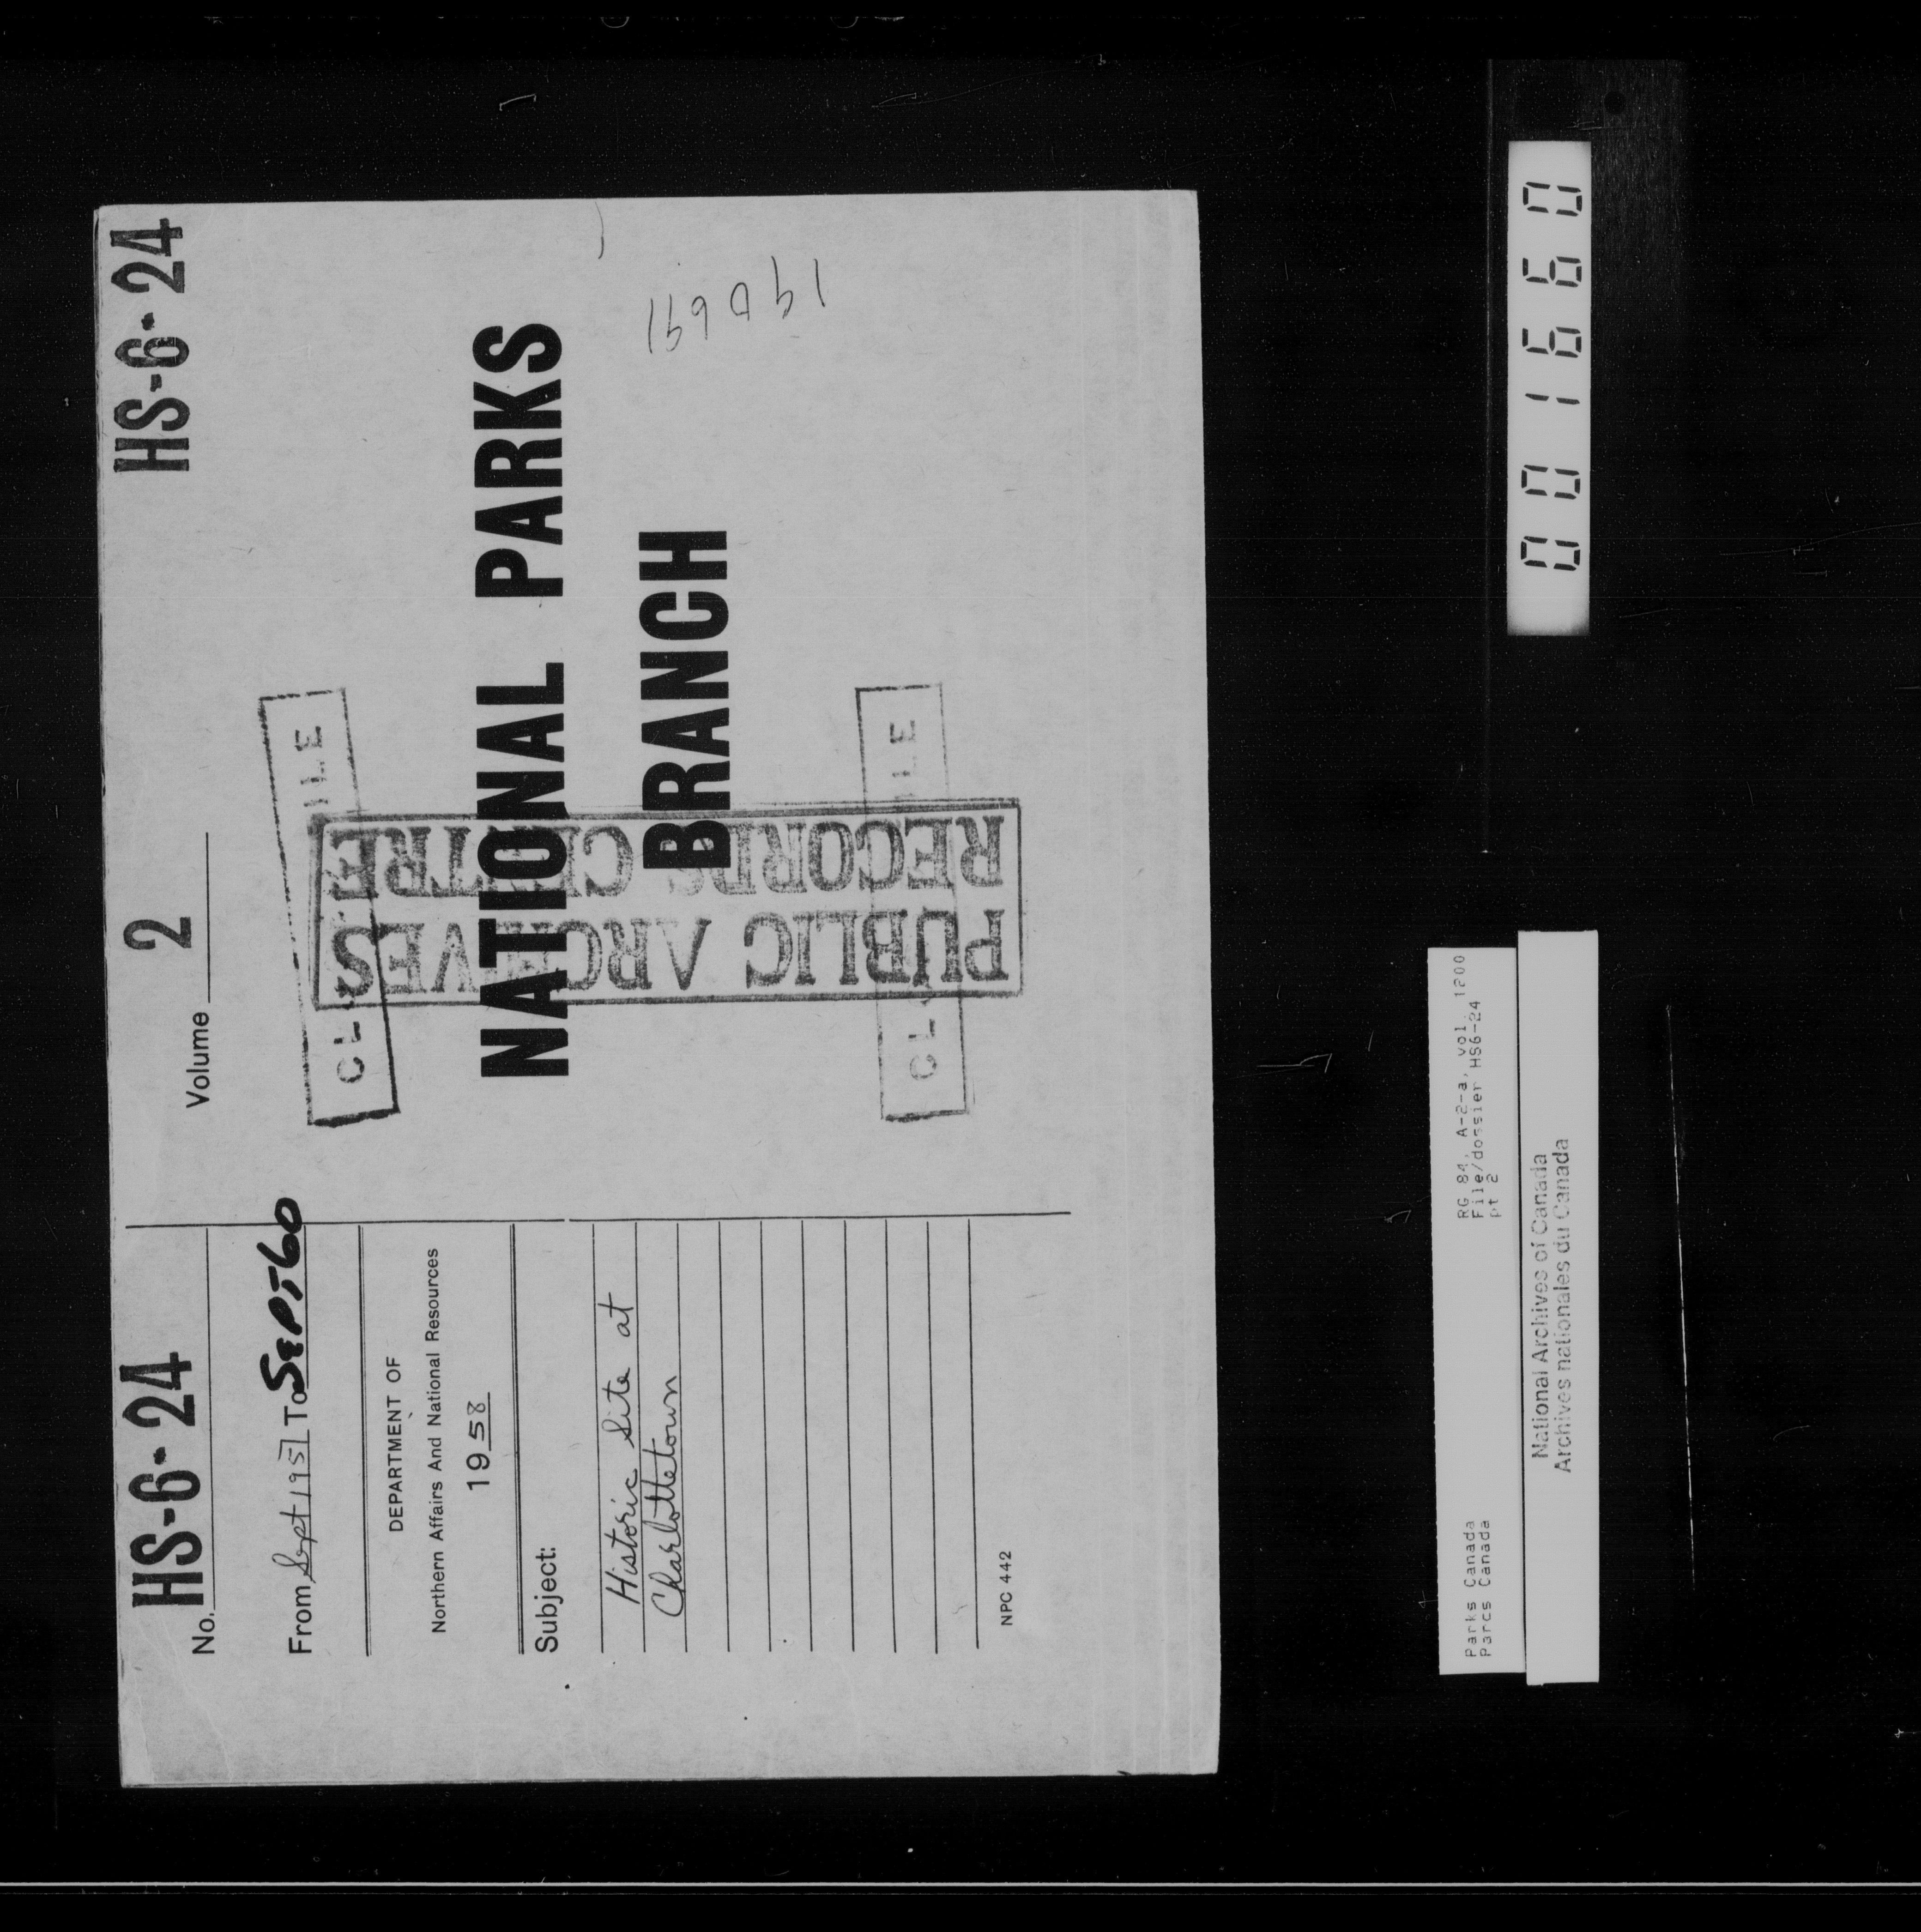 No. HS-6-24
Volume 2
HS-6-24
From Sept 1957 To SEPT 60
DEPARTMENT OF
Northern Affairs And National Resources
1958
Subject:
Historic Site at
Charlottetown
NPC 442
NATIONAL PARKS
BRANCH
PUBLIC ARCHIVES
RECORDS CENTRE
Parks Canada
Parcs Canada
RG 84, A-2-a, vol. 1200
File/dossier HS6-24
pt 2
National Archives of Canada
Archives nationales du Canada
001660